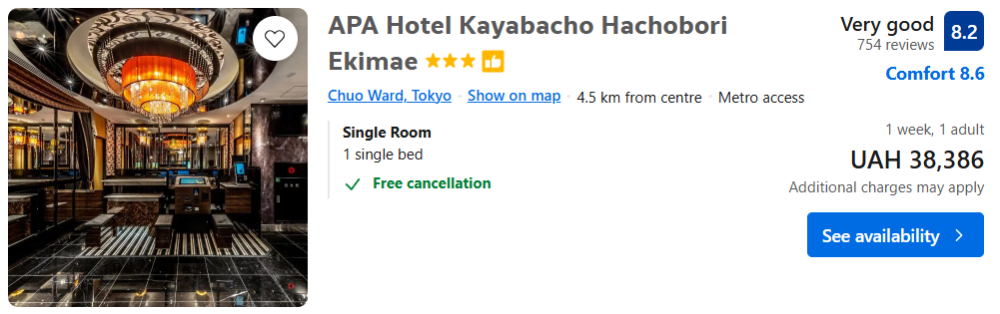 APA Hotel Kayabacho Hachobori
Ekimae
Chuo Ward, Tokyo · Show on map · 4.5 km from centre · Metro access
Single Room
1 single bed
Free cancellation
Very good
754 reviews
8.2
Comfort 8.6
1 week, 1 adult
UAH 38,386
Additional charges may apply
See availability